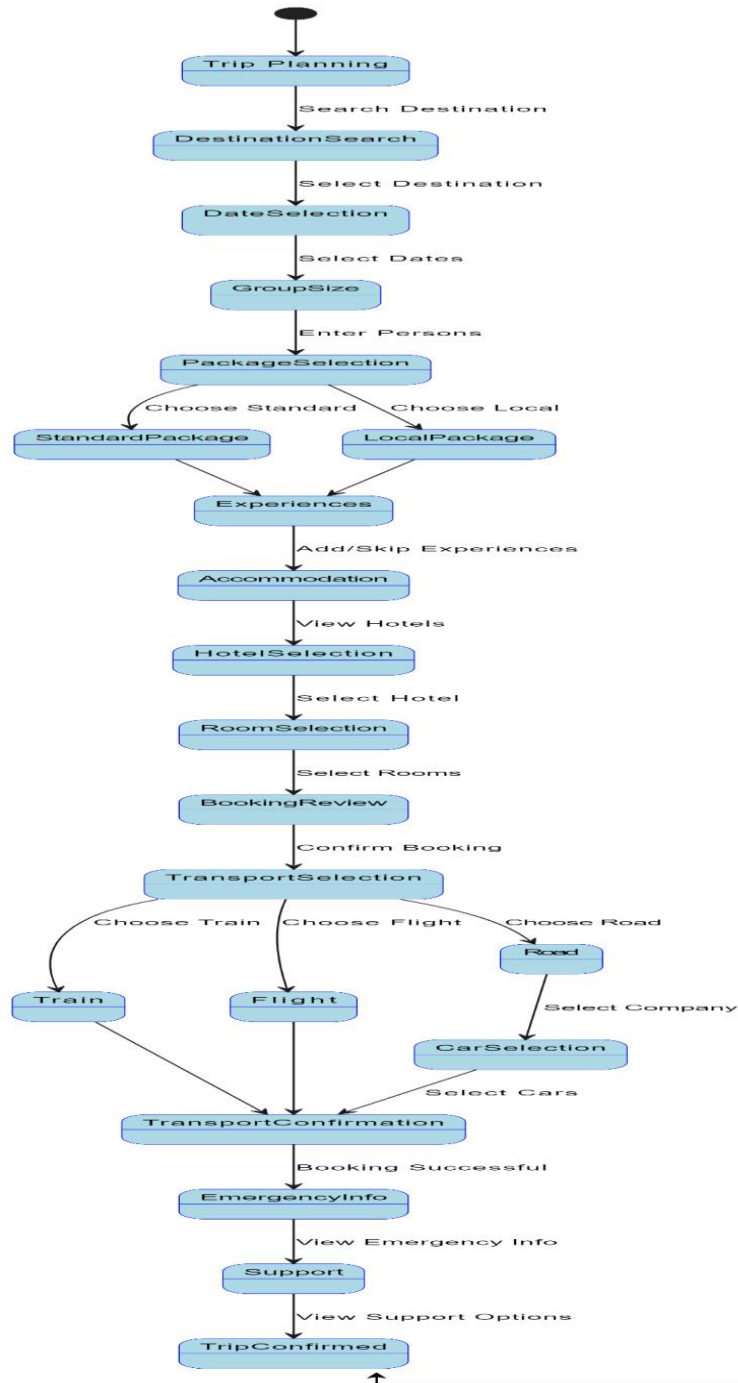 Trip Planning
Search Destination
DestinationSearch
Select Destination
DateSelection
Select Dates
GroupSize
Enter Persons
PackageSelection
Choose Standard
Choose Local
StandardPackage
LocalPackage
Experiences
Add/Skip Experiences
Accommodation
View Hotels
HotelSelection
Select Hotel
RoomSelection
Select Rooms
BookingReview
Confirm Booking
TransportSelection
Choose Train
Choose Flight
Choose Road
Road
Train
Flight
Select Company
CarSelection
Select Cars
TransportConfirmation
Booking Successful
EmergencyInfo
View Emergency Info
Support
View Support Options
TripConfirmed